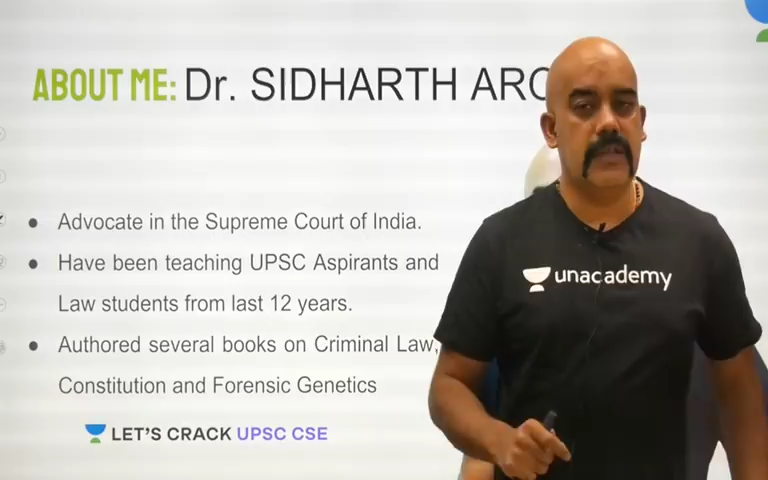 ABOUT ME: Dr. SIDHARTH
● Advocate in the Supreme Court of India.
● Have been teaching UPSC Aspirants and
Law students from last 12 years.
● Authored several books on Criminal Law,
Constitution and Forensic Genetics
LET'S CRACK UPSC CSE
unacademy